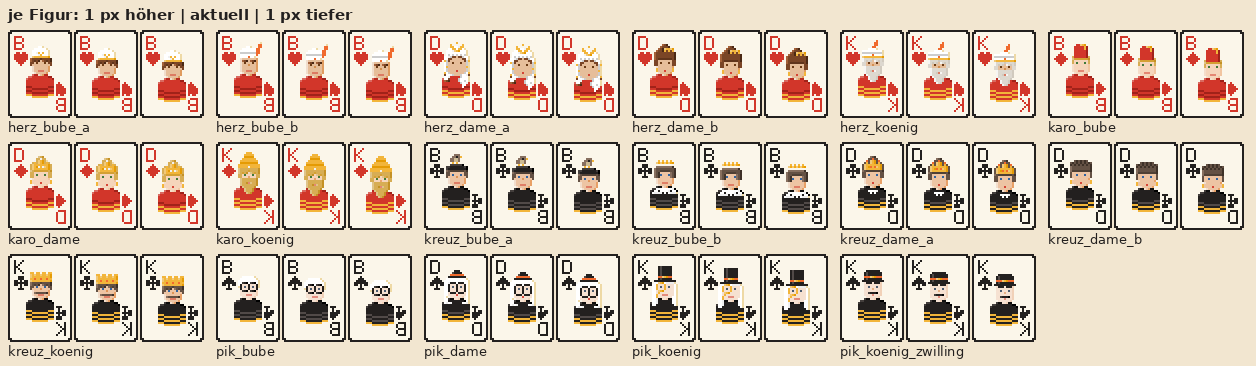 je Figur: 1 px höher | aktuell | 1 px tiefer
B B B B B B D D D D D D K K K B B B
B B B B B B D D D D D D K K K B B B
herz_bube_a herz_bube_b herz_dame_a herz_dame_b herz_koenig karo_bube
D D D K K K B B B B B B D D D D D D
D D D K K K B B B B B B D D D D D D
karo_dame karo_koenig kreuz_bube_a kreuz_bube_b kreuz_dame_a kreuz_dame_b
K K K B B B D D D K K K K K K
K K K B B B D D D K K K K K K
kreuz_koenig pik_bube pik_dame pik_koenig pik_koenig_zwilling